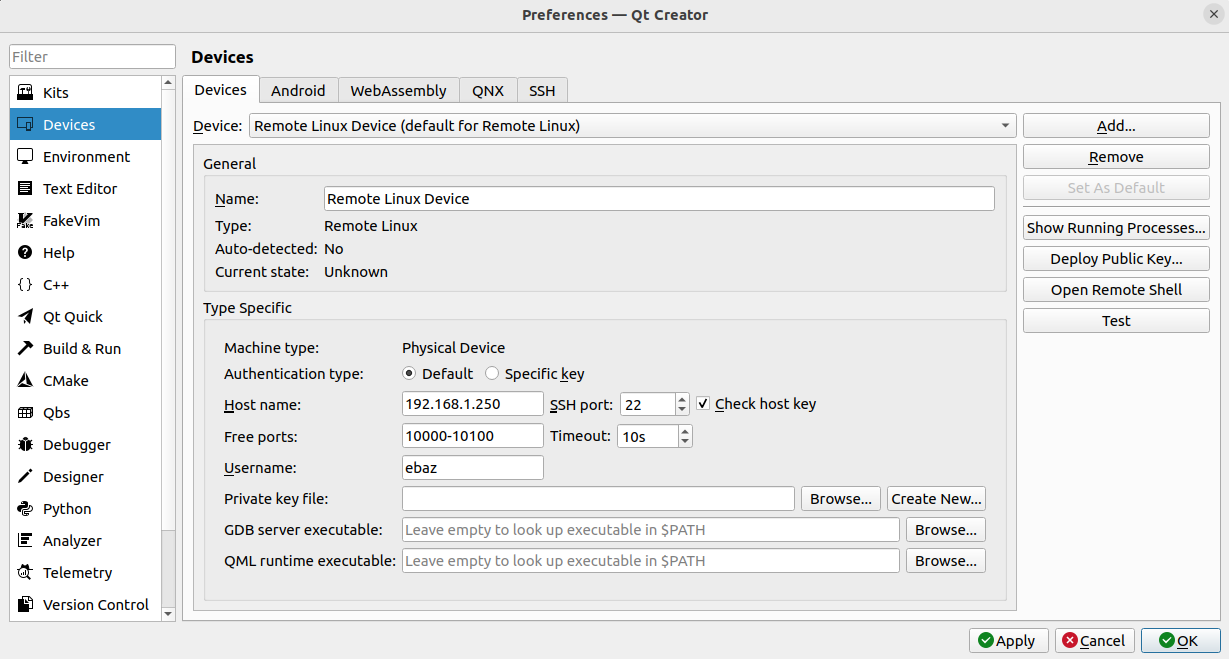 Preferences — Qt Creator
Filter
Kits
Devices
Environment
Text Editor
FakeVim
Help
C++
Qt Quick
Build & Run
CMake
Qbs
Debugger
Designer
Python
Analyzer
Telemetry
Version Control
Devices
Devices Android WebAssembly QNX SSH
Device: Remote Linux Device (default for Remote Linux)
General
Name: Remote Linux Device
Type: Remote Linux
Auto-detected: No
Current state: Unknown
Type Specific
Machine type: Physical Device
Authentication type: Default Specific key
Host name: 192.168.1.250 SSH port: 22 Check host key
Free ports: 10000-10100 Timeout: 10s
Username: ebaz
Private key file: Browse... Create New...
GDB server executable: Leave empty to look up executable in $PATH Browse...
QML runtime executable: Leave empty to look up executable in $PATH Browse...
Add...
Remove
Set As Default
Show Running Processes...
Deploy Public Key...
Open Remote Shell
Test
Apply Cancel OK